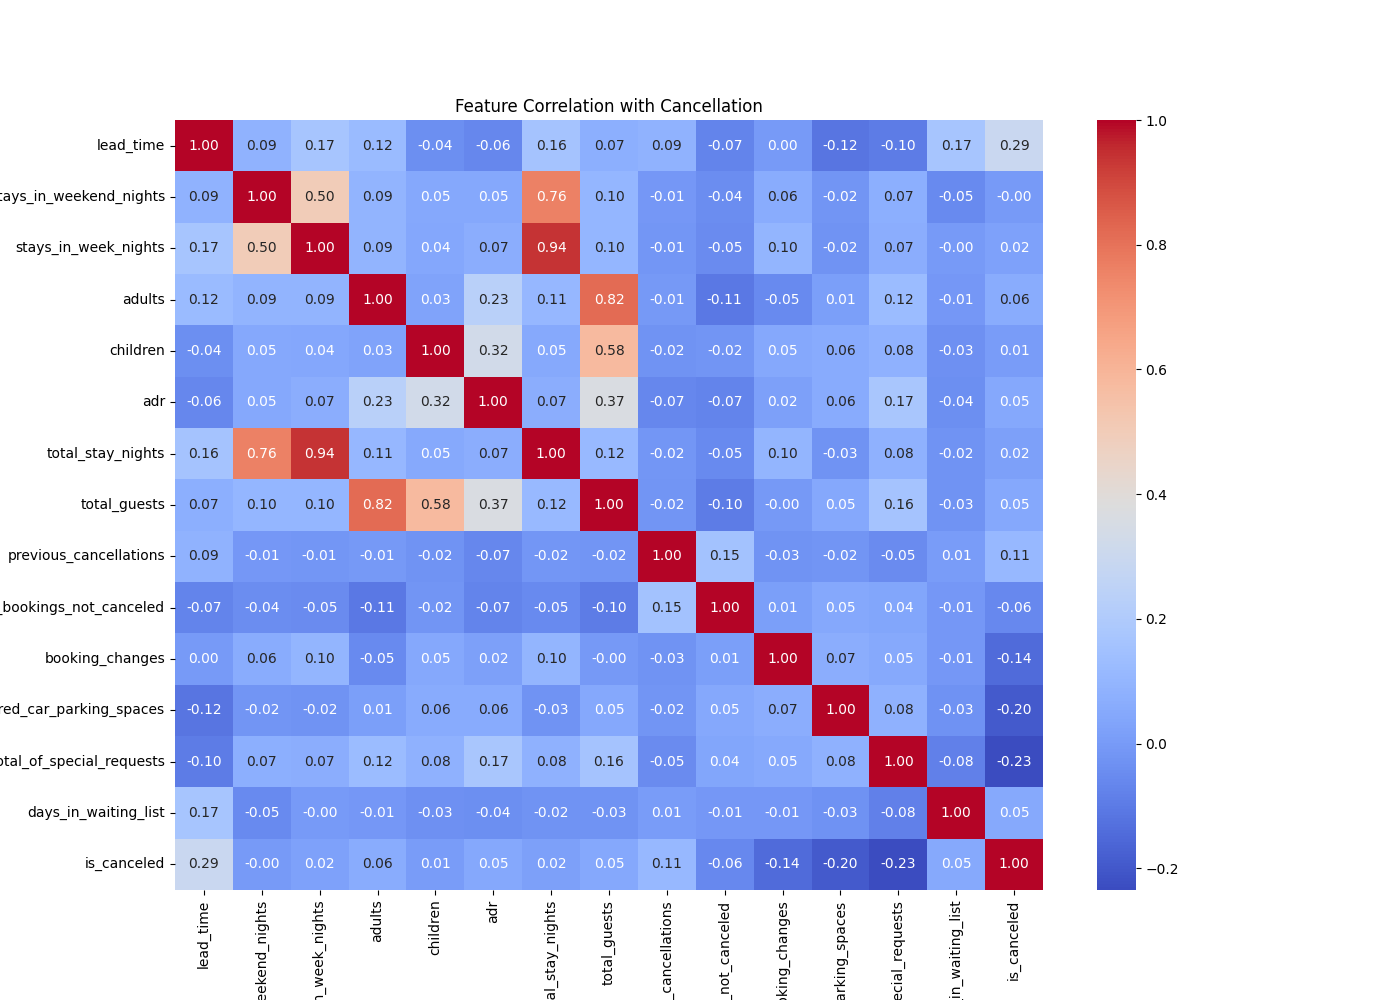 Feature Correlation with Cancellation
lead_time 1.00 0.09 0.17 0.12 -0.04 -0.06 0.16 0.07 0.09 -0.07 0.00 -0.12 -0.10 0.17 0.29
tays_in_weekend_nights 0.09 1.00 0.50 0.09 0.05 0.05 0.76 0.10 -0.01 -0.04 0.06 -0.02 0.07 -0.05 -0.00
stays_in_week_nights 0.17 0.50 1.00 0.09 0.04 0.07 0.94 0.10 -0.01 -0.05 0.10 -0.02 0.07 -0.00 0.02
adults 0.12 0.09 0.09 1.00 0.03 0.23 0.11 0.82 -0.01 -0.11 -0.05 0.01 0.12 -0.01 0.06
children -0.04 0.05 0.04 0.03 1.00 0.32 0.05 0.58 -0.02 -0.02 0.05 0.06 0.08 -0.03 0.01
adr -0.06 0.05 0.07 0.23 0.32 1.00 0.07 0.37 -0.07 -0.07 0.02 0.06 0.17 -0.04 0.05
total_stay_nights 0.16 0.76 0.94 0.11 0.05 0.07 1.00 0.12 -0.02 -0.05 0.10 -0.03 0.08 -0.02 0.02
total_guests 0.07 0.10 0.10 0.82 0.58 0.37 0.12 1.00 -0.02 -0.10 -0.00 0.05 0.16 -0.03 0.05
previous_cancellations 0.09 -0.01 -0.01 -0.01 -0.02 -0.07 -0.02 -0.02 1.00 0.15 -0.03 -0.02 -0.05 0.01 0.11
_bookings_not_canceled -0.07 -0.04 -0.05 -0.11 -0.02 -0.07 -0.05 -0.10 0.15 1.00 0.01 0.05 0.04 -0.01 -0.06
booking_changes 0.00 0.06 0.10 -0.05 0.05 0.02 0.10 -0.00 -0.03 0.01 1.00 0.07 0.05 -0.01 -0.14
red_car_parking_spaces -0.12 -0.02 -0.02 0.01 0.06 0.06 -0.03 0.05 -0.02 0.05 0.07 1.00 0.08 -0.03 -0.20
otal_of_special_requests -0.10 0.07 0.07 0.12 0.08 0.17 0.08 0.16 -0.05 0.04 0.05 0.08 1.00 -0.08 -0.23
days_in_waiting_list 0.17 -0.05 -0.00 -0.01 -0.03 -0.04 -0.02 -0.03 0.01 -0.01 -0.01 -0.03 -0.08 1.00 0.05
is_canceled 0.29 -0.00 0.02 0.06 0.01 0.05 0.02 0.05 0.11 -0.06 -0.14 -0.20 -0.23 0.05 1.00
lead_time
eekend_nights
n_week_nights
adults
children
adr
al_stay_nights
total_guests
_cancellations
_not_canceled
oking_changes
arking_spaces
ecial_requests
in_waiting_list
is_canceled
1.0
0.8
0.6
0.4
0.2
0.0
−0.2